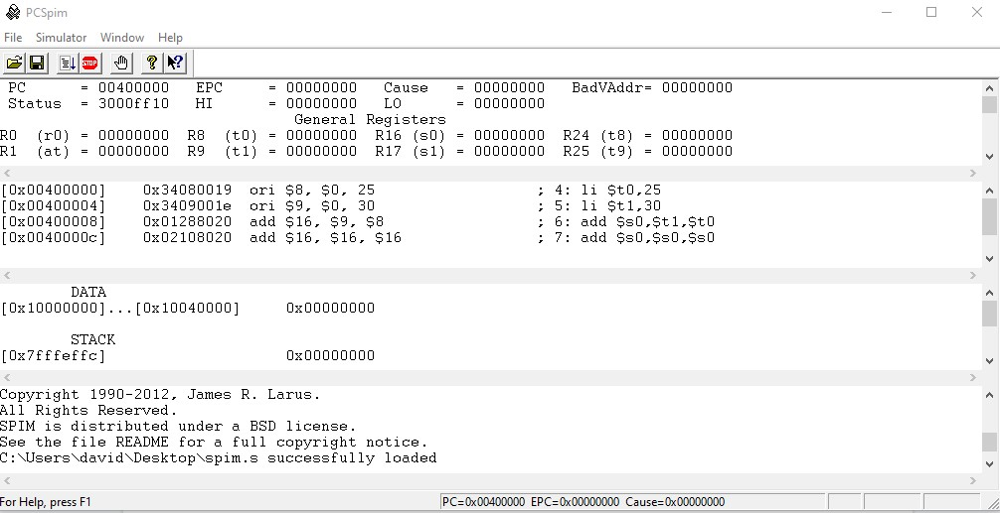 PCSpim
File Simulator Window Help
PC = 00400000 EPC = 00000000 Cause = 00000000 BadVAddr= 00000000
Status = 3000ff10 HI = 00000000 LO = 00000000
General Registers
R0 (r0) = 00000000 R8 (t0) = 00000000 R16 (s0) = 00000000 R24 (t8) = 00000000
R1 (at) = 00000000 R9 (t1) = 00000000 R17 (s1) = 00000000 R25 (t9) = 00000000
[0x00400000] 0x34080019 ori $8, $0, 25 ; 4: li $t0,25
[0x00400004] 0x3409001e ori $9, $0, 30 ; 5: li $t1,30
[0x00400008] 0x01288020 add $16, $9, $8 ; 6: add $s0,$t1,$t0
[0x0040000c] 0x02108020 add $16, $16, $16 ; 7: add $s0,$s0,$s0
DATA
[0x10000000]...[0x10040000] 0x00000000
STACK
[0x7fffeffc] 0x00000000
Copyright 1990-2012, James R. Larus.
All Rights Reserved.
SPIM is distributed under a BSD license.
See the file README for a full copyright notice.
C:\Users\david\Desktop\spim.s successfully loaded
For Help, press F1 PC=0x00400000 EPC=0x00000000 Cause=0x00000000